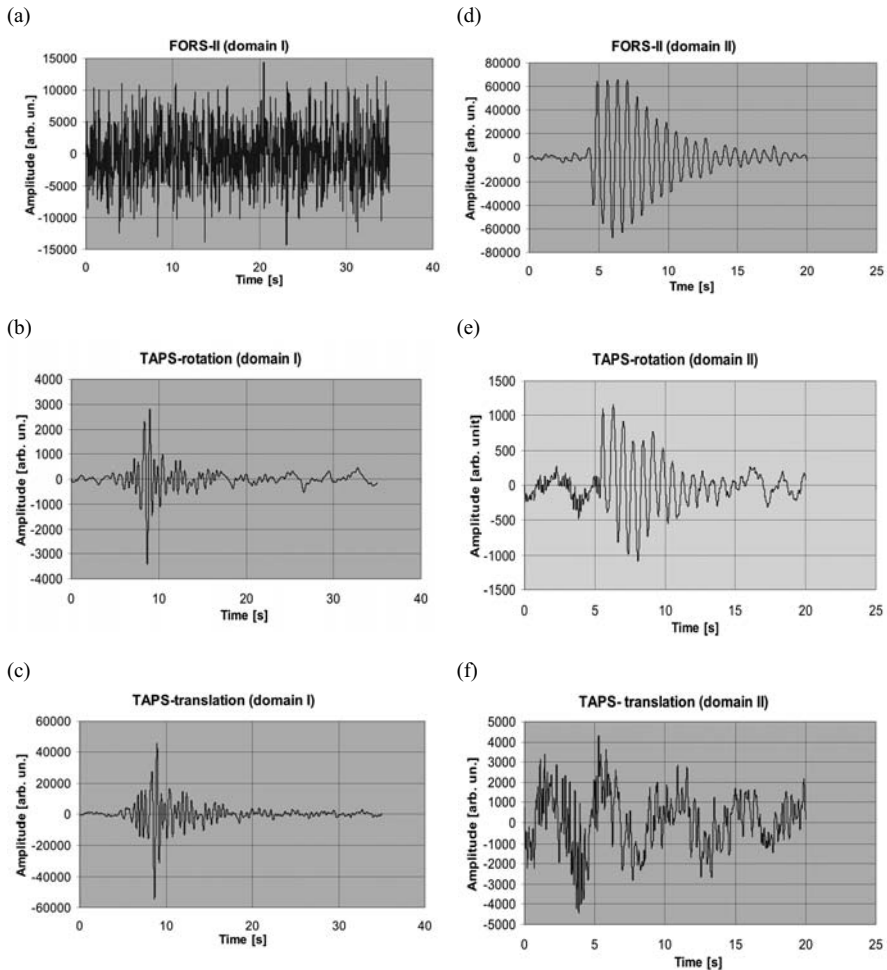 (a)
FORS-II (domain I)
Amplitude [arb. un.]
15000
10000
5000
0
-5000
-10000
-15000
0 10 20 30 40
Time [s]
(d)
FORS-II (domain II)
Amplitude [arb. un.]
80000
60000
40000
20000
0
-20000
-40000
-60000
-80000
0 5 10 15 20 25
Tme [s]
(b)
TAPS-rotation (domain I)
Amplitude [arb. un.]
4000
3000
2000
1000
0
-1000
-2000
-3000
-4000
0 10 20 30 40
Time [s]
(e)
TAPS-rotation (domain II)
Amplitude [arb. unit]
1500
1000
500
0
-500
-1000
-1500
0 5 10 15 20 25
Time [s]
(c)
TAPS-translation (domain I)
Amplitude [arb. un.]
60000
40000
20000
0
-20000
-40000
-60000
0 10 20 30 40
Time [s]
(f)
TAPS- translation (domain II)
Amplitude [arb. un.]
5000
4000
3000
2000
1000
0
-1000
-2000
-3000
-4000
-5000
0 5 10 15 20 25
Time [s]